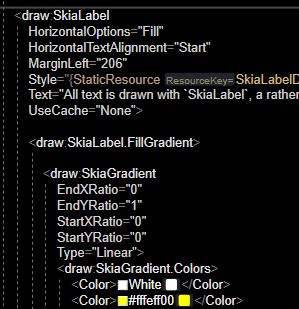 <draw:SkiaLabel
HorizontalOptions="Fill"
HorizontalTextAlignment="Start"
MarginLeft="206"
Style="{StaticResource ResourceKey=SkiaLabelD
Text="All text is drawn with `SkiaLabel`, a rather
UseCache="None">
<draw:SkiaLabel.FillGradient>
<draw:SkiaGradient
EndXRatio="0"
EndYRatio="1"
StartXRatio="0"
StartYRatio="0"
Type="Linear">
<draw:SkiaGradient.Colors>
<Color>White</Color>
<Color>#fffeff00</Color>